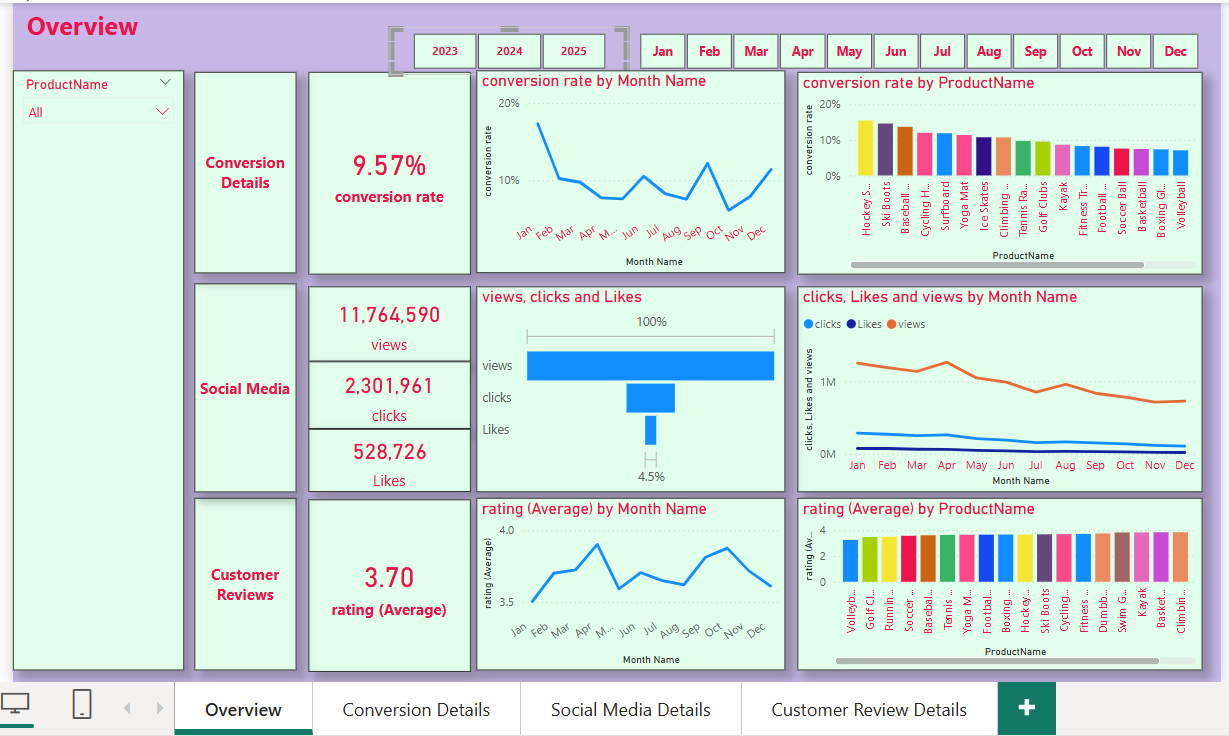 Overview
2023 2024 2025
Jan Feb Mar Apr May Jun Jul Aug Sep Oct Nov Dec
ProductName
All
Conversion
Details
9.57%
conversion rate
conversion rate by Month Name
20%
10%
conversion rate
Jan Feb Mar Apr M... Jun Jul Aug Sep Oct Nov Dec
Month Name
conversion rate by ProductName
20%
10%
0%
conversion rate
Hockey S... Ski Boots Baseball ... Cycling H... Surfboard Yoga Mat Ice Skates Climbing ... Tennis Ra... Golf Clubs Kayak Fitness Tr... Football... Soccer Ball Basketball Boxing Gl... Volleyball
ProductName
Social Media
11,764,590
views
2,301,961
clicks
528,726
Likes
views, clicks and Likes
100%
views
clicks
Likes
4.5%
clicks, Likes and views by Month Name
clicks Likes views
1M
0M
clicks, Likes and views
Jan Feb Mar Apr May Jun Jul Aug Sep Oct Nov Dec
Month Name
Customer
Reviews
3.70
rating (Average)
rating (Average) by Month Name
4.0
3.5
rating (Average)
Jan Feb Mar Apr M... Jun Jul Aug Sep Oct Nov Dec
Month Name
rating (Average) by ProductName
4
2
0
rating (Av...
Volleyb... Golf Cl... Runnin... Soccer ... Basebal... Tennis ... Yoga M... Footbal... Boxing ... Hockey... Ski Boots Cycling... Fitness ... Dumbb... Swim G... Kayak Basket... Climbin...
ProductName
Overview
Conversion Details
Social Media Details
Customer Review Details
+